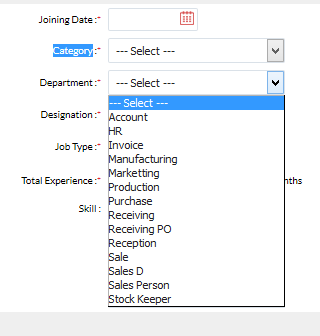 Joining Date :*
Category :* --- Select ---
Department :* --- Select ---
--- Select ---
Designation :* Account
HR
Job Type :* Invoice
Manufacturing
Marketting
Total Experience :* Production nths
Purchase
Skill : Receiving
Receiving PO
Reception
Sale
Sales D
Sales Person
Stock Keeper